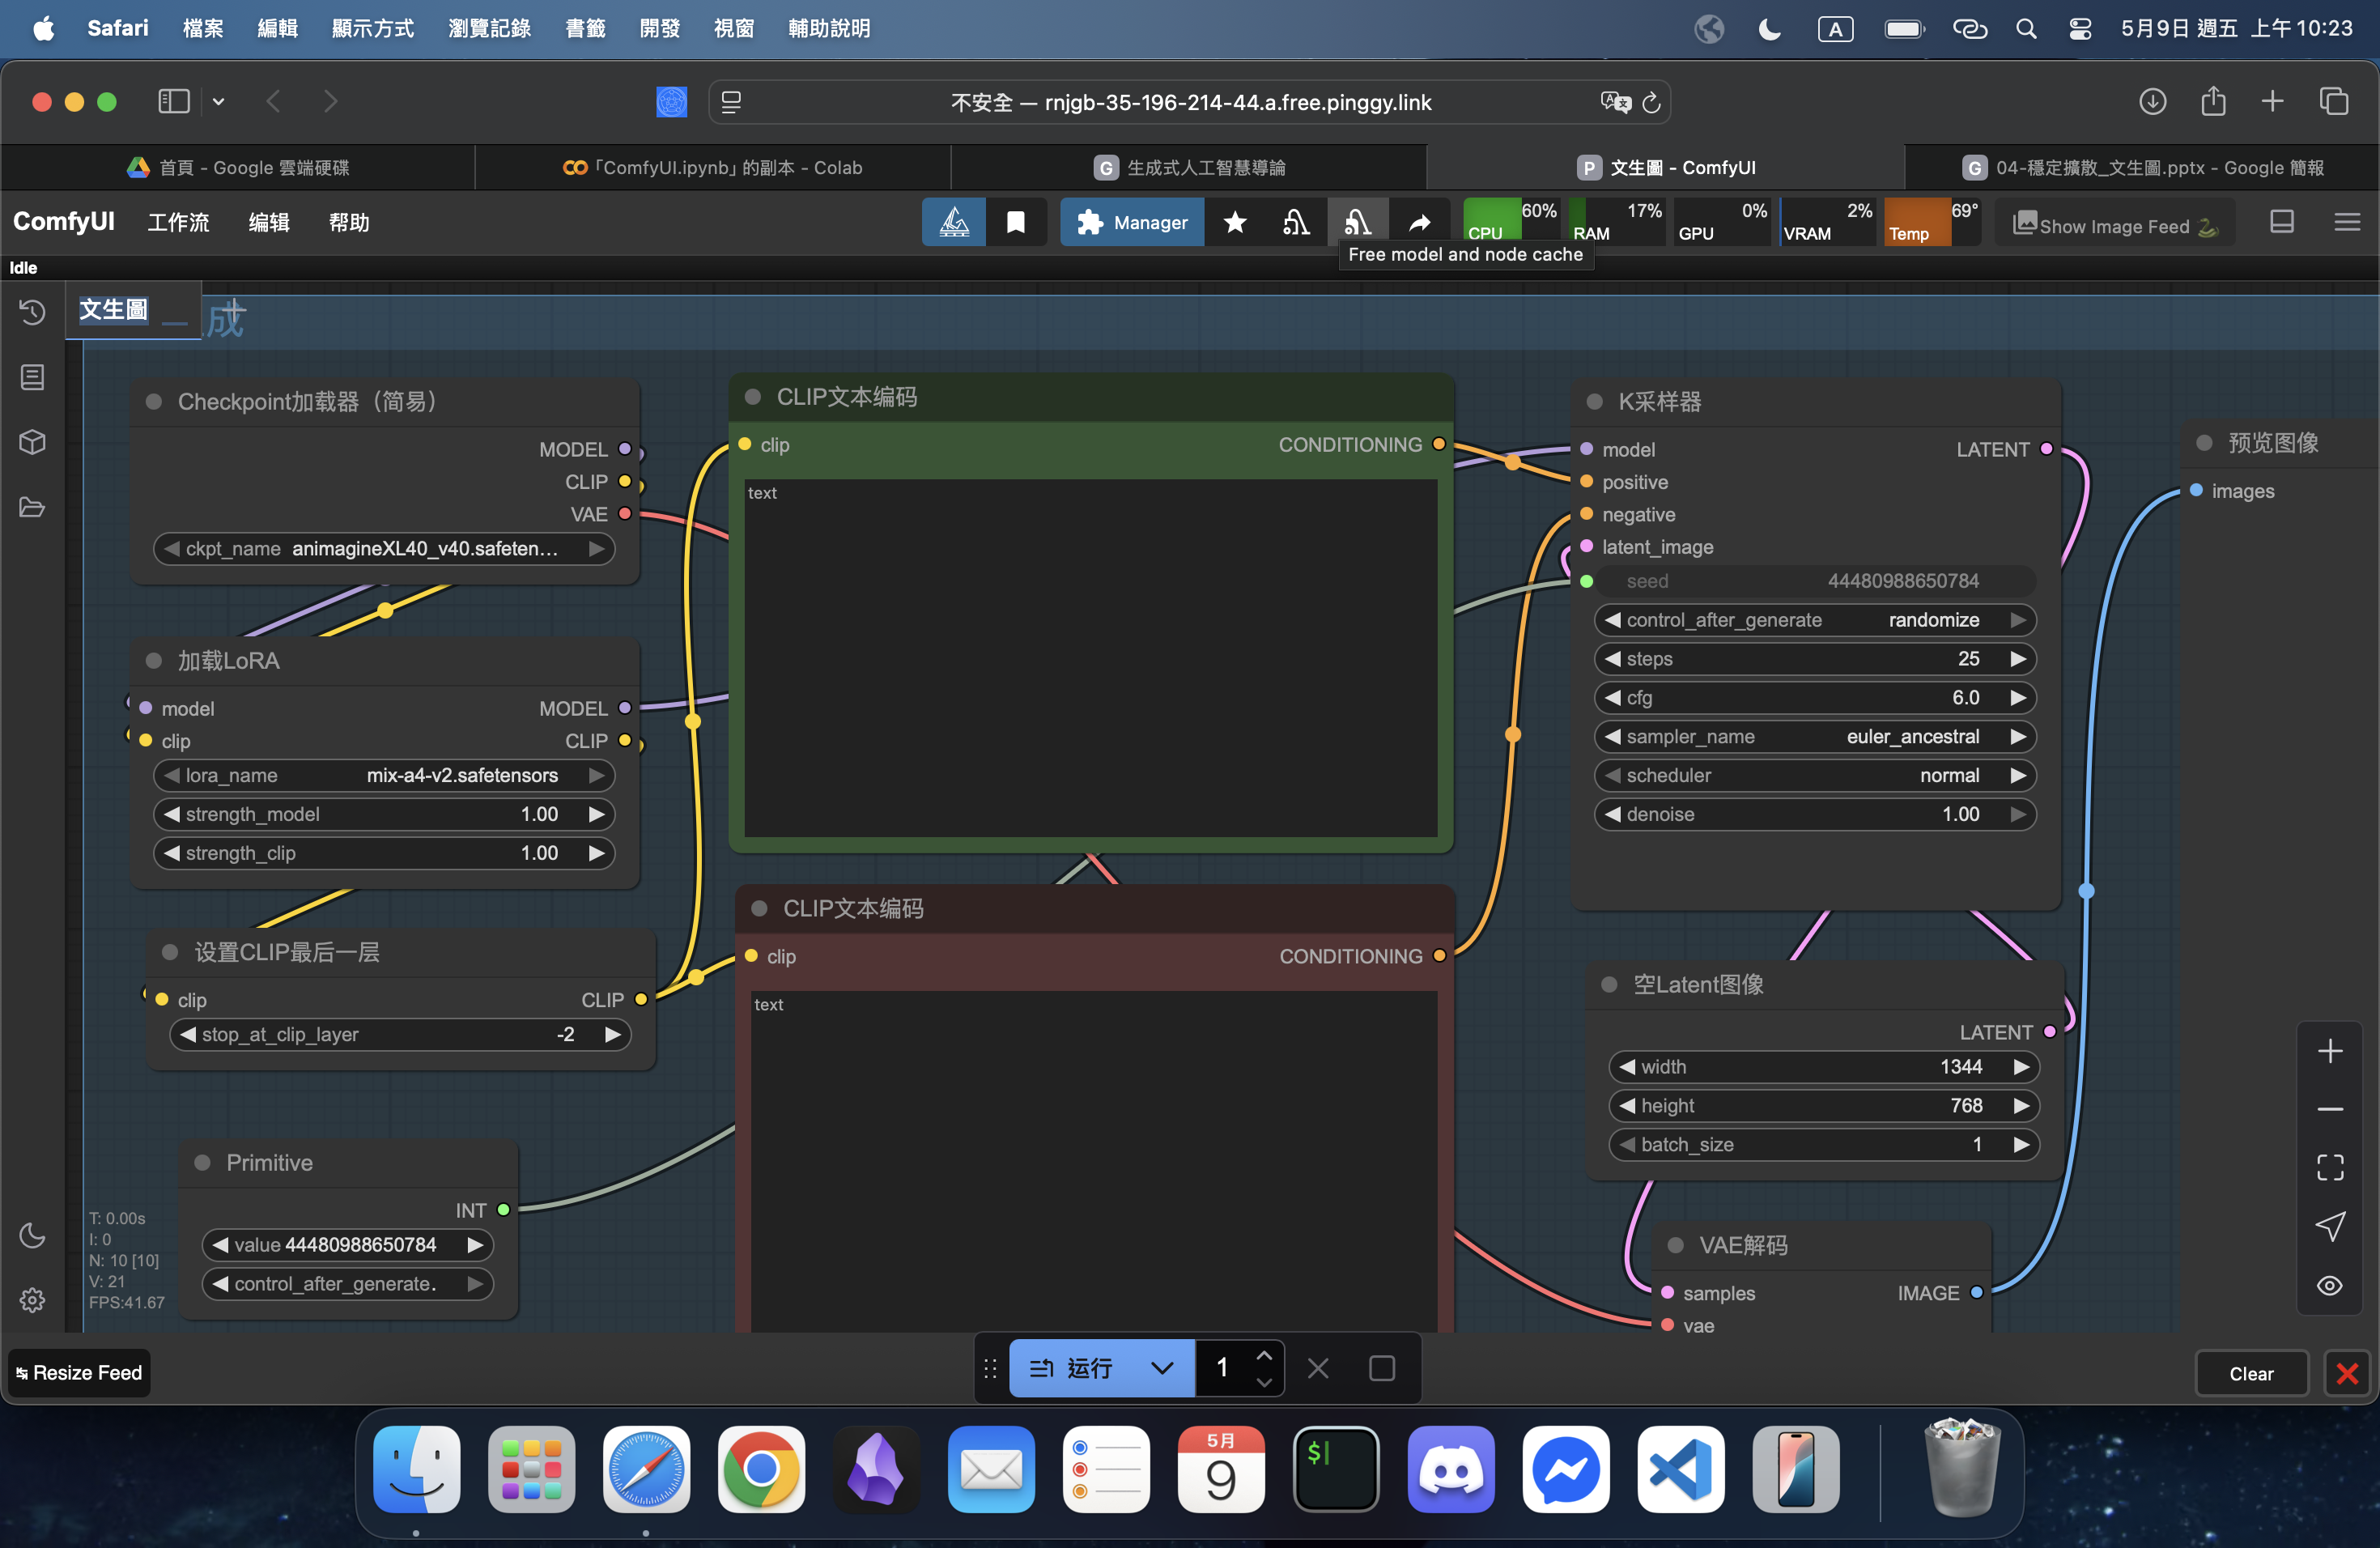 Safari 檔案 編輯 顯示方式 瀏覽記錄 書籤 開發 視窗 輔助說明 A 5月9日 週五 上午10:23
不安全 — rnjgb-35-196-214-44.a.free.pinggy.link
首頁 - Google 雲端硬碟
「ComfyUI.ipynb」的副本 - Colab
G 生成式人工智慧導論
P 文生圖 - ComfyUI
G 04-穩定擴散_文生圖.pptx - Google 簡報
ComfyUI 工作流 编辑 帮助
Manager
CPU 60%
RAM 17%
GPU 0%
VRAM 2%
Temp 69°
Show Image Feed
Free model and node cache
Idle
文生圖
成
Checkpoint加载器（简易）
MODEL
CLIP
VAE
ckpt_name animagineXL40_v40.safeten...
加载LoRA
model MODEL
clip CLIP
lora_name mix-a4-v2.safetensors
strength_model 1.00
strength_clip 1.00
设置CLIP最后一层
clip CLIP
stop_at_clip_layer -2
Primitive
INT
value 44480988650784
control_after_generate.
T: 0.00s
I: 0
N: 10 [10]
V: 21
FPS:41.67
CLIP文本编码
clip CONDITIONING
text
CLIP文本编码
clip CONDITIONING
text
K采样器
model LATENT
positive
negative
latent_image
seed 44480988650784
control_after_generate randomize
steps 25
cfg 6.0
sampler_name euler_ancestral
scheduler normal
denoise 1.00
空Latent图像
LATENT
width 1344
height 768
batch_size 1
VAE解码
samples IMAGE
vae
预览图像
images
Resize Feed
运行 1
Clear
5月
9
$